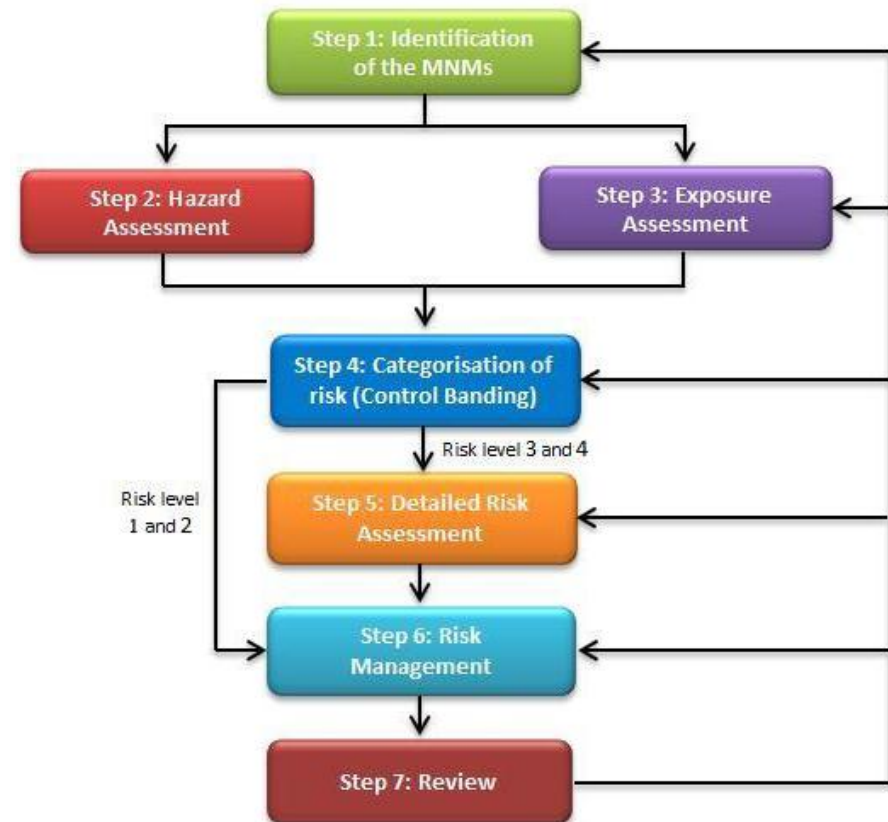 Step 1: Identification
of the MNMs
Step 2: Hazard
Assessment
Step 3: Exposure
Assessment
Step 4: Categorisation of
risk (Control Banding)
Risk level 3 and 4
Risk level
1 and 2
Step 5: Detailed Risk
Assessment
Step 6: Risk
Management
Step 7: Review